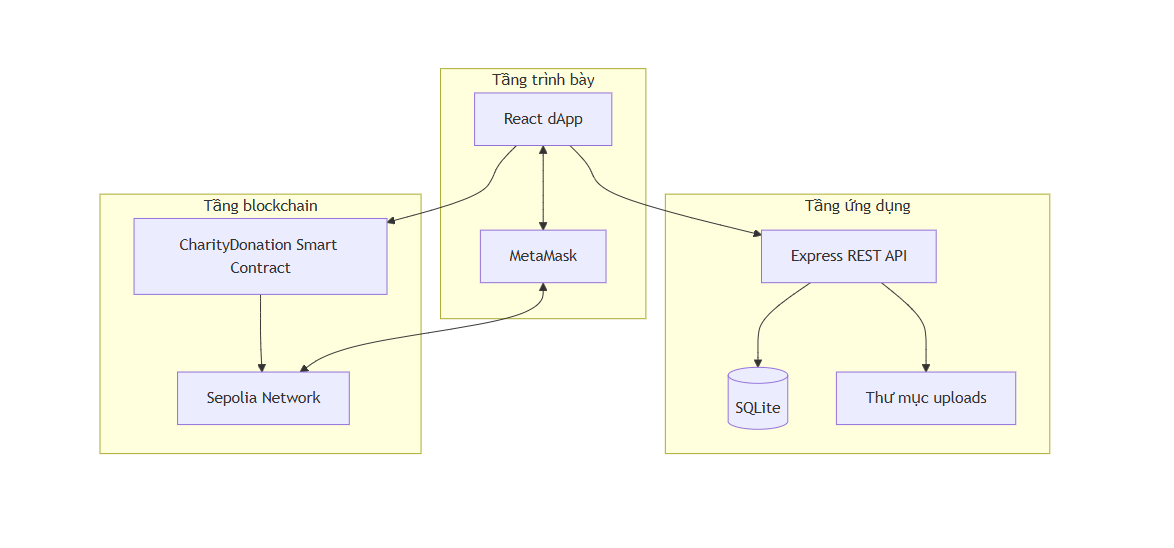 Tầng trình bày
React dApp
MetaMask
Tầng blockchain
CharityDonation Smart
Contract
Sepolia Network
Tầng ứng dụng
Express REST API
SQLite
Thư mục uploads